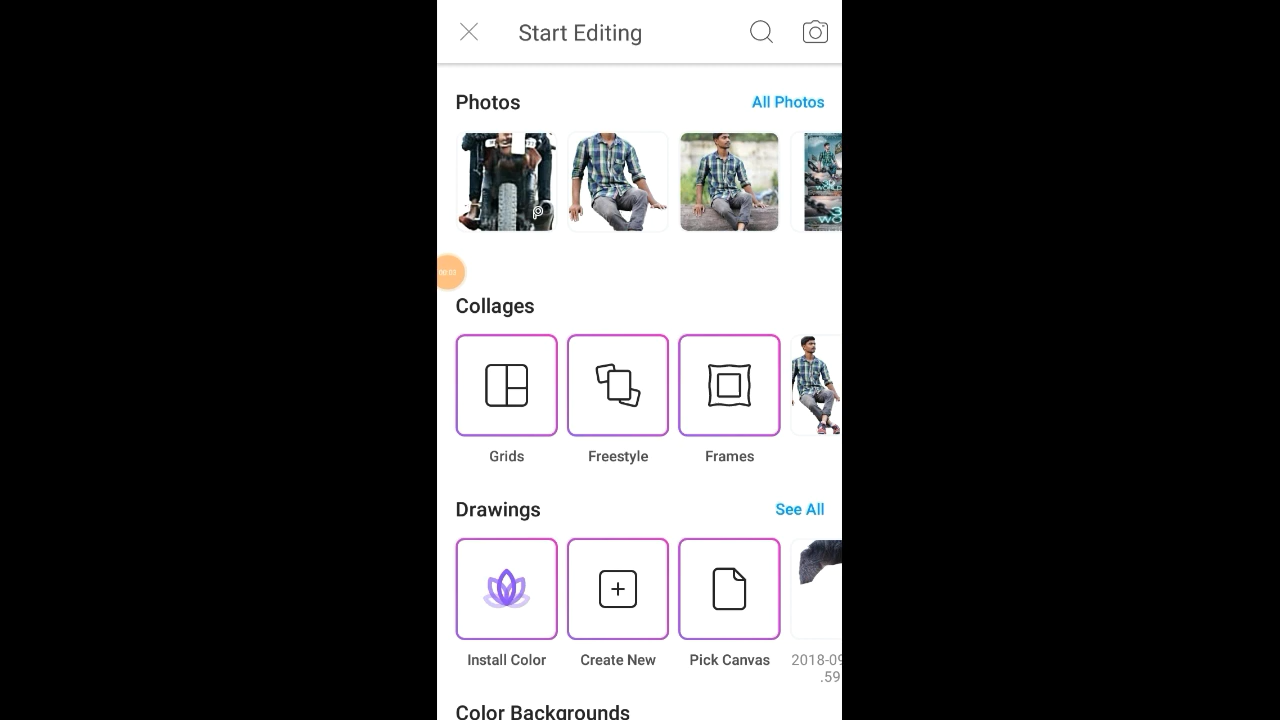 Start Editing
Photos
All Photos
Collages
Grids
Freestyle
Frames
Drawings
See All
Install Color
Create New
Pick Canvas
2018-09
.59
Color Backgrounds